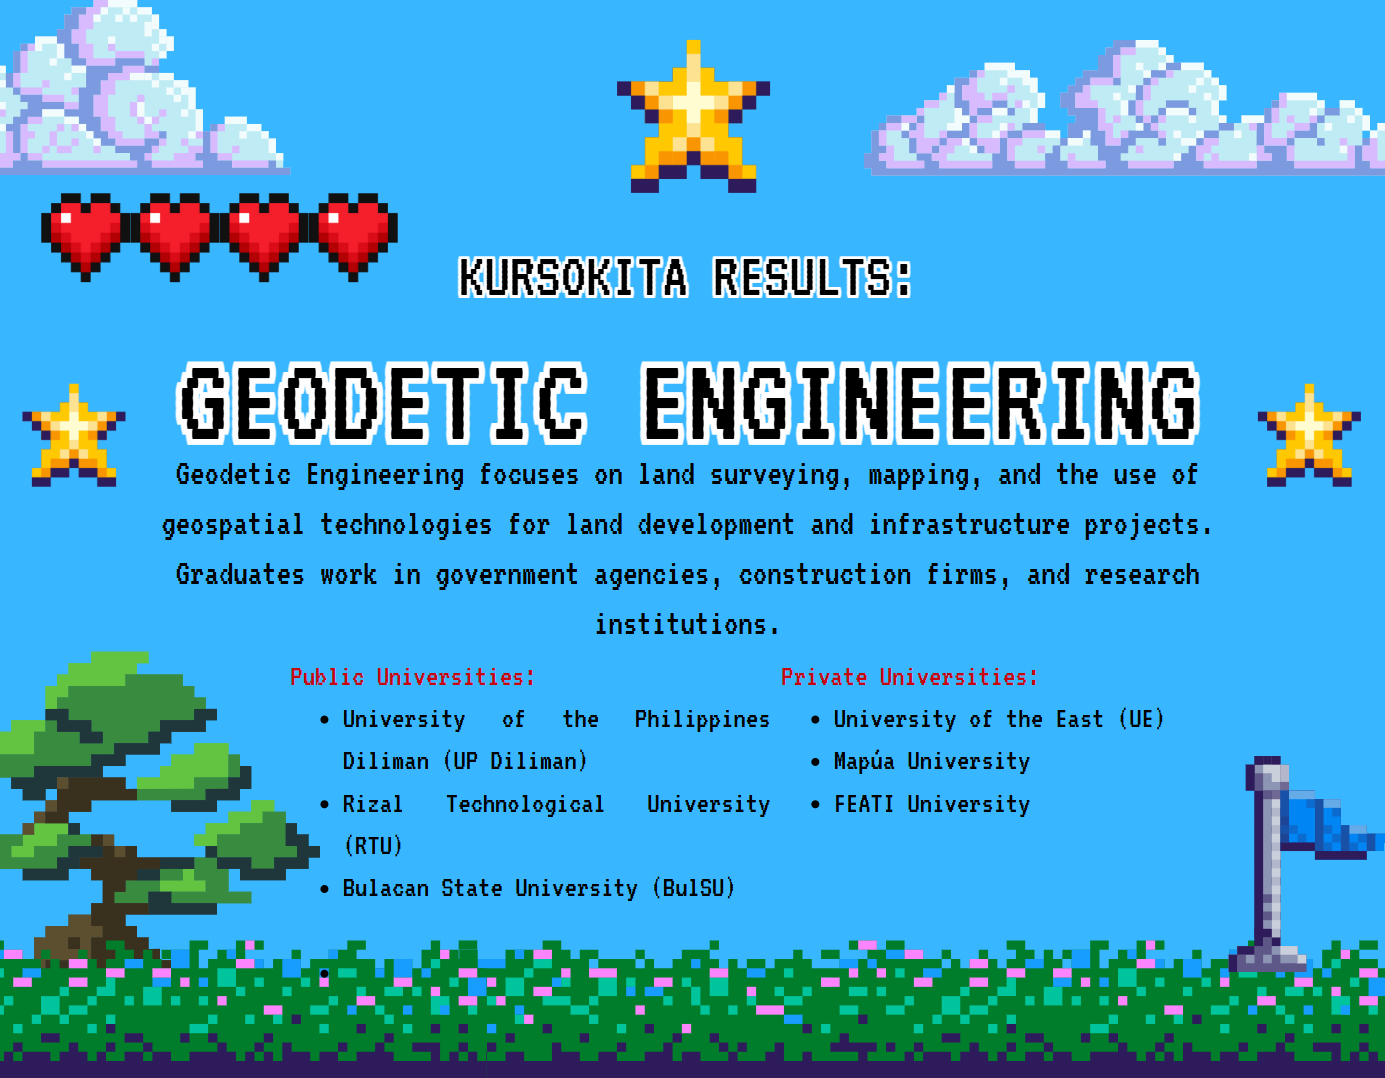 KURSOKITA RESULTS:
GEODETIC ENGINEERING
Geodetic Engineering focuses on land surveying, mapping, and the use of
geospatial technologies for land development and infrastructure projects.
Graduates work in government agencies, construction firms, and research
institutions.
Public Universities:
• University of the Philippines
Diliman (UP Diliman)
• Rizal Technological University
(RTU)
• Bulacan State University (BulSU)
•
Private Universities:
• University of the East (UE)
• Mapúa University
• FEATI University